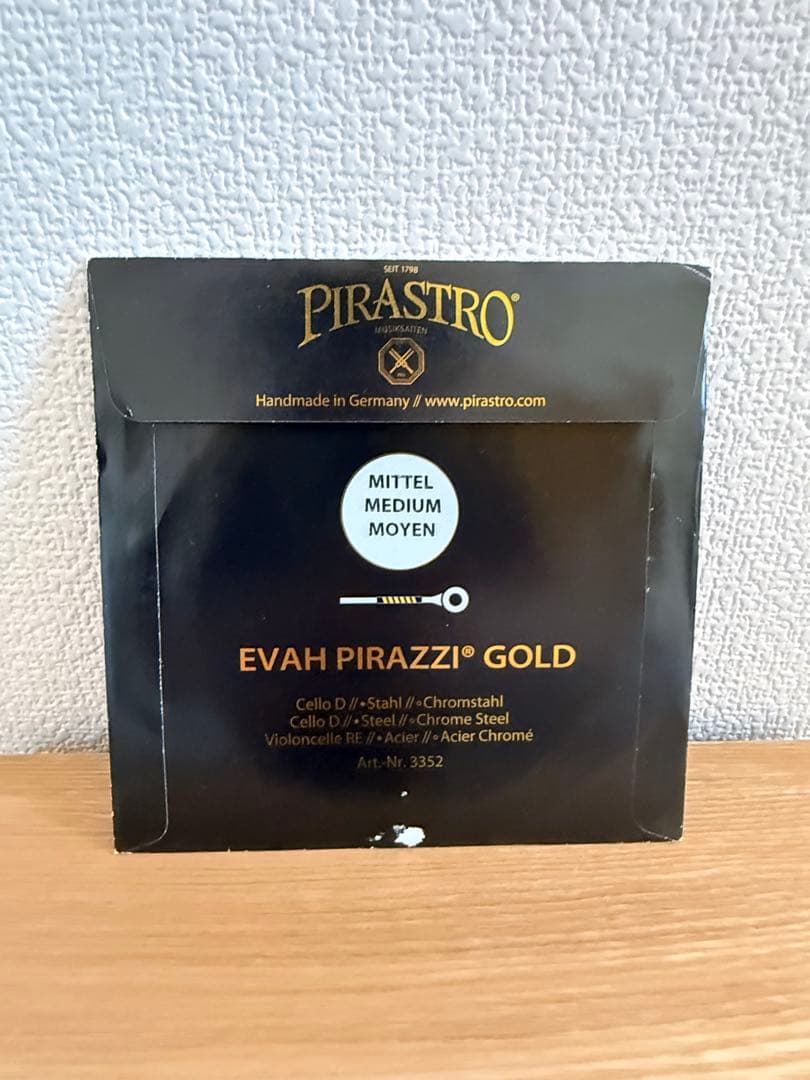 SEIT 1798
PIRASTRO®
MUSIKSAITEN
Handmade in Germany // www.pirastro.com
MITTEL
MEDIUM
MOYEN
EVAH PIRAZZI® GOLD
Cello D //•Stahl //∘Chromstahl
Cello D //•Steel //∘Chrome Steel
Violoncelle RE //•Acier //∘Acier Chromé
Art.-Nr. 3352